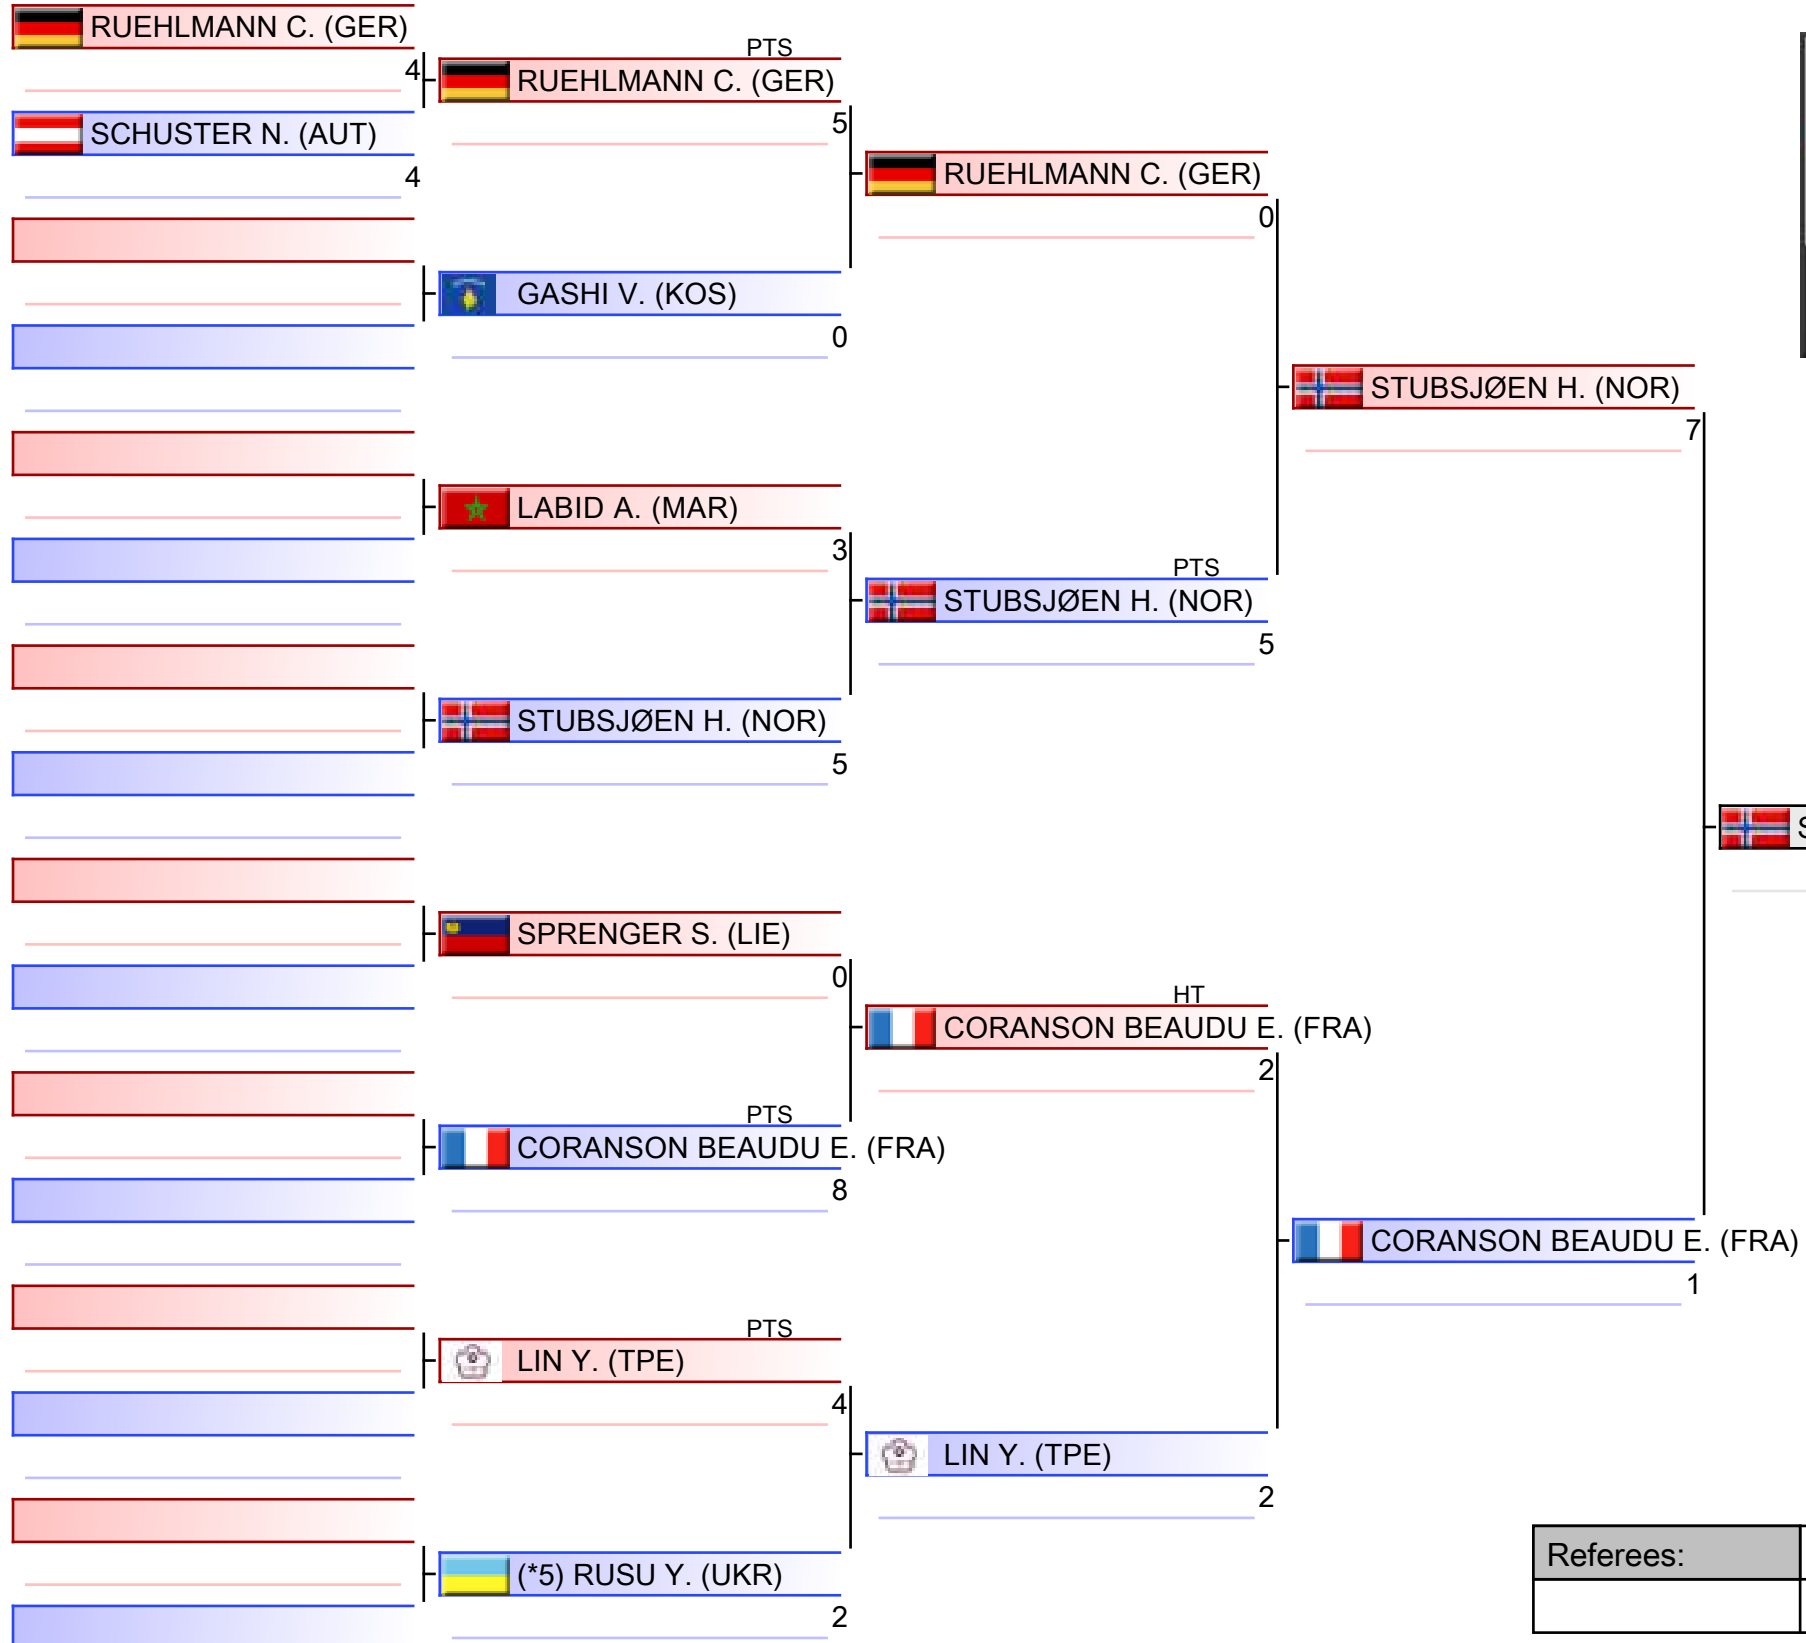 RUEHLMANN C. (GER)
4
SCHUSTER N. (AUT)
4
PTS
RUEHLMANN C. (GER)
5
GASHI V. (KOS)
0
LABID A. (MAR)
3
STUBSJØEN H. (NOR)
5
SPRENGER S. (LIE)
0
PTS
CORANSON BEAUDU E. (FRA)
8
PTS
LIN Y. (TPE)
4
(*5) RUSU Y. (UKR)
2
RUEHLMANN C. (GER)
0
PTS
STUBSJØEN H. (NOR)
5
HT
CORANSON BEAUDU E. (FRA)
2
LIN Y. (TPE)
2
STUBSJØEN H. (NOR)
7
CORANSON BEAUDU E. (FRA)
1
Referees: